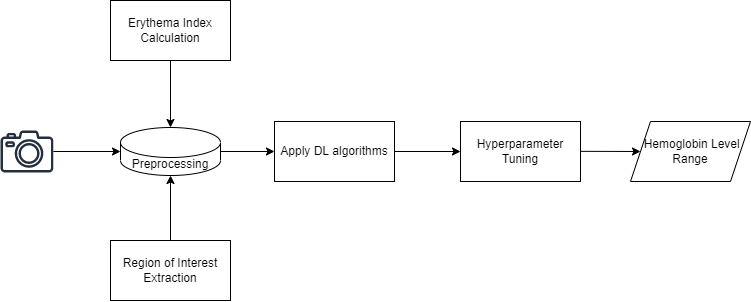 Erythema Index
Calculation
Preprocessing
Apply DL algorithms
Hyperparameter
Tuning
Hemoglobin Level
Range
Region of Interest
Extraction